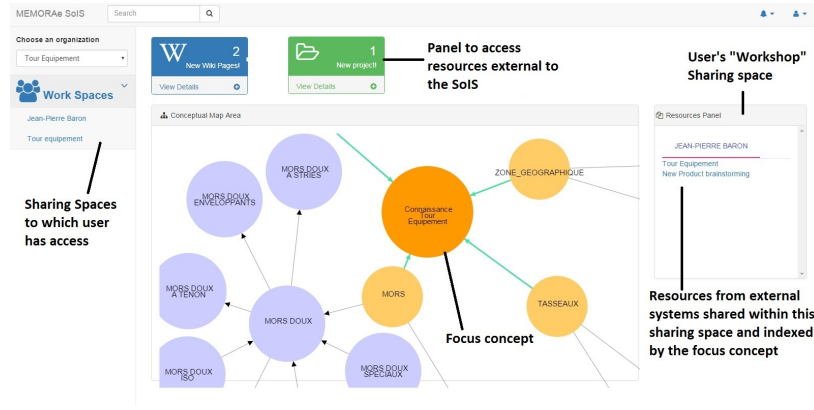 MEMORAe SoIS
Search
Choose an organization
Tour Equipement
Work Spaces
Jean-Pierre Baron
Tour equipement
Sharing Spaces
to which user
has access
W
2
New Wiki Pages!
View Details
1
New project!
View Details
Panel to access
resources external to
the SoIS
User's "Workshop"
Sharing space
Conceptual Map Area
MORS DOUX
A STRIES
MORS DOUX
ENVELOPPANTS
MORS DOUX
A TENON
MORS DOUX
MORS DOUX
ISO
MORS DOUX
SPECIAUX
MORS
Connaissance
Tour
Equipement
ZONE_GEOGRAPHIQUE
TASSEAUX
Focus concept
Resources Panel
JEAN-PIERRE BARON
Tour Equipement
New Product brainstorming
Resources from external
systems shared within this
sharing space and indexed
by the focus concept